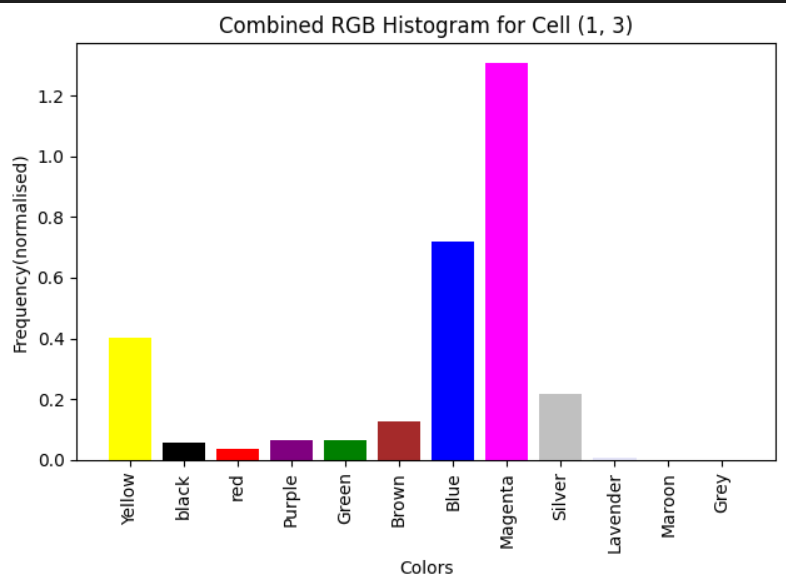 Combined RGB Histogram for Cell (1, 3)
Frequency(normalised)
1.2
1.0
0.8
0.6
0.4
0.2
0.0
Yellow
black
red
Purple
Green
Brown
Blue
Magenta
Silver
Lavender
Maroon
Grey
Colors